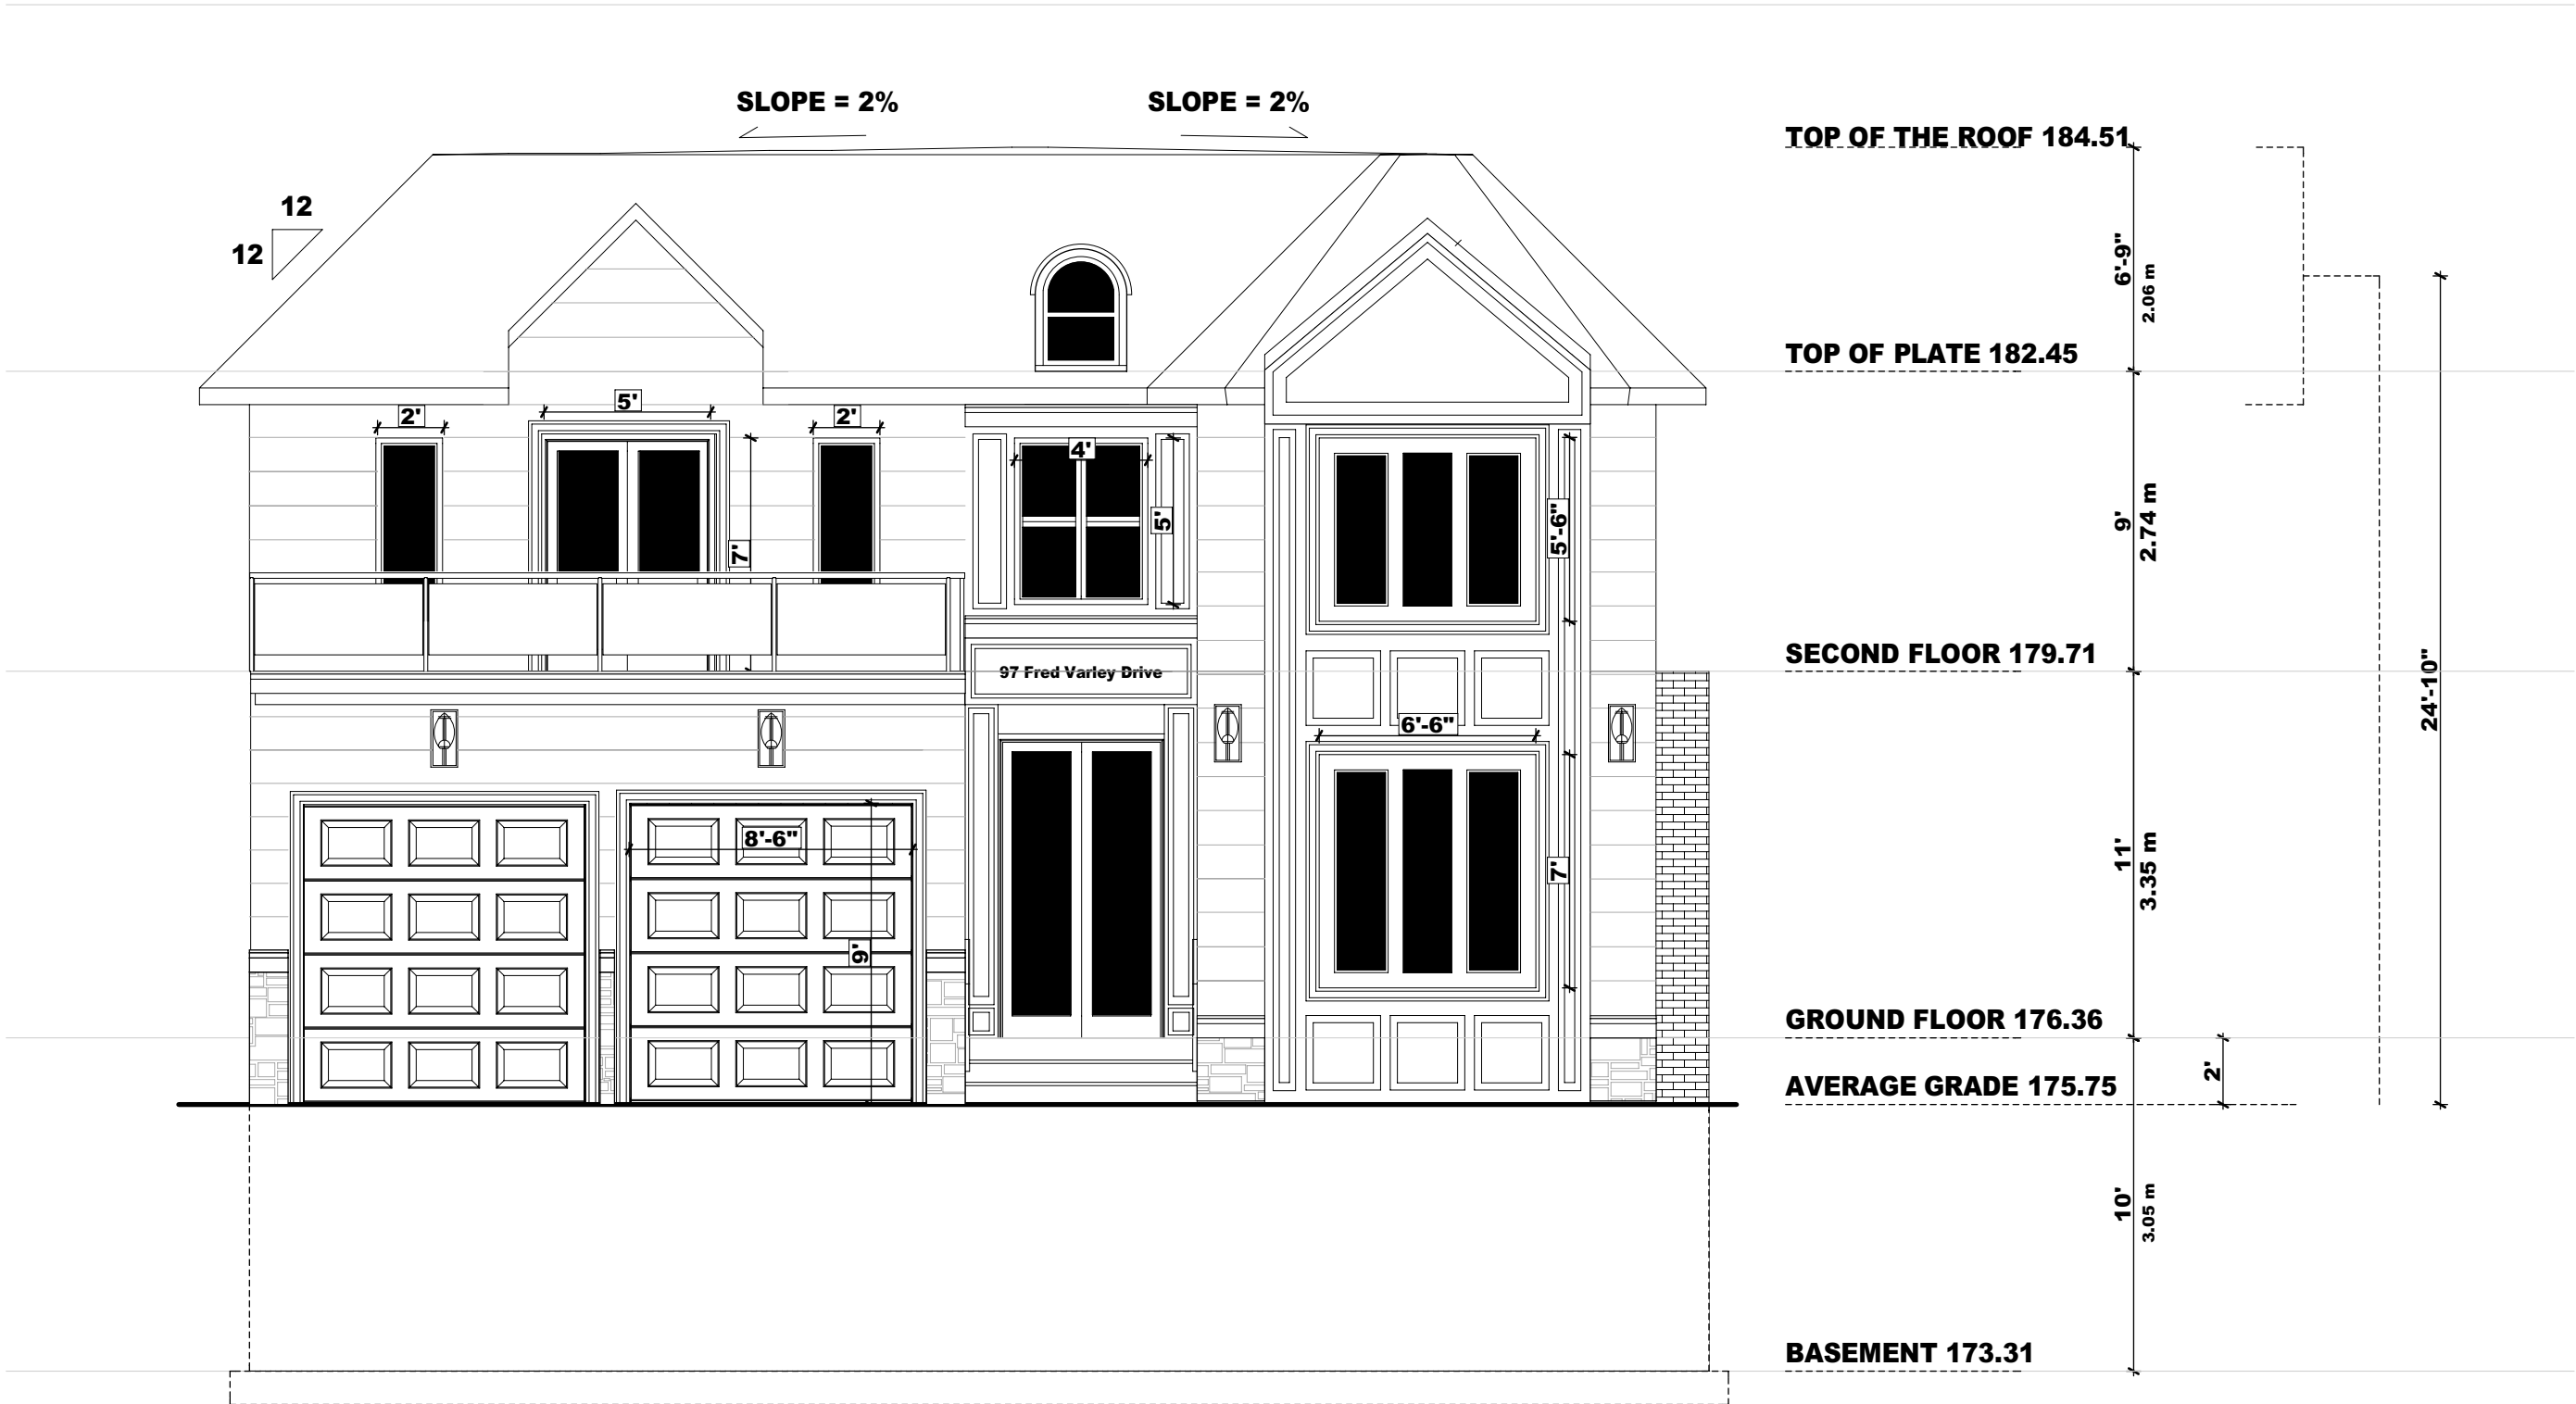 SLOPE = 2%
SLOPE = 2%
TOP OF THE ROOF 184.51
12
12
6'-9"
2.06 m
TOP OF PLATE 182.45
2'
5'
2'
4'
5'
7'
5'-6"
9'
2.74 m
SECOND FLOOR 179.71
97 Fred Varley Drive
24'-10"
6'-6"
8'-6"
9'
7'
11'
3.35 m
GROUND FLOOR 176.36
2'
AVERAGE GRADE 175.75
10'
3.05 m
BASEMENT 173.31